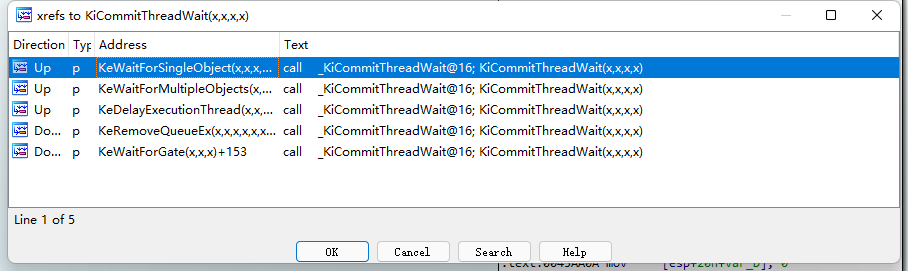 xrefs to KiCommitThreadWait(x,x,x,x)
Direction Typ Address Text
Up p KeWaitForSingleObject(x,x,x,... call _KiCommitThreadWait@16; KiCommitThreadWait(x,x,x,x)
Up p KeWaitForMultipleObjects(x,... call _KiCommitThreadWait@16; KiCommitThreadWait(x,x,x,x)
Up p KeDelayExecutionThread(x,x,... call _KiCommitThreadWait@16; KiCommitThreadWait(x,x,x,x)
Do... p KeRemoveQueueEx(x,x,x,x,x,x... call _KiCommitThreadWait@16; KiCommitThreadWait(x,x,x,x)
Do... p KeWaitForGate(x,x,x)+153 call _KiCommitThreadWait@16; KiCommitThreadWait(x,x,x,x)
Line 1 of 5
OK Cancel Search Help